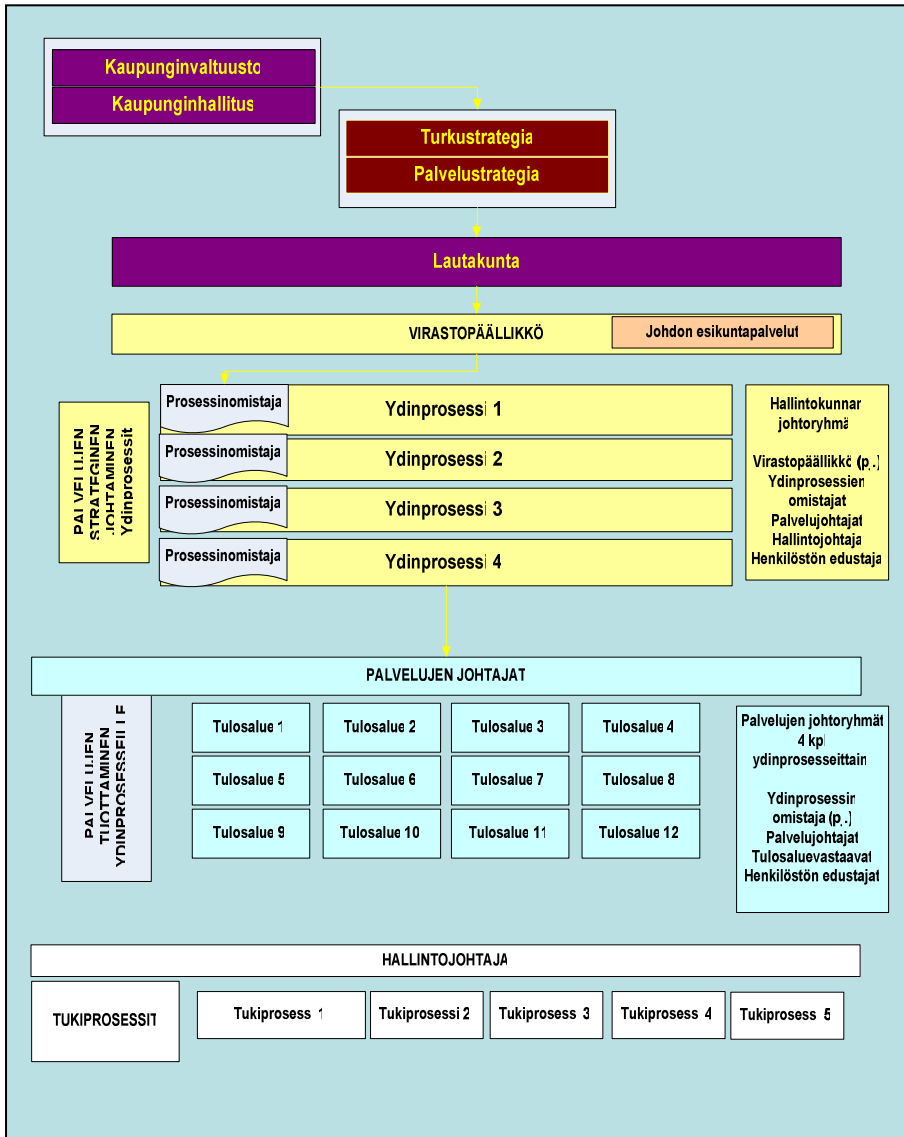 Kaupunginvaltuusto
Kaupunginhallitus
Turkustrategia
Palvelustrategia
Lautakunta
VIRASTOPÄÄLLIKKÖ
Johdon esikuntapalvelut
PALVELUJEN
STRATEGINEN
JOHTAMINEN
Ydinprosessit
Prosessinomistaja
Ydinprosessi 1
Prosessinomistaja
Ydinprosessi 2
Prosessinomistaja
Ydinprosessi 3
Prosessinomistaja
Ydinprosessi 4
Hallintokunnan
johtoryhmä
Virastopäällikkö (pj.)
Ydinprosessien
omistajat
Palvelujohtajat
Hallintojohtaja
Henkilöstön edustaja
PALVELUJEN JOHTAJAT
PALVELUJEN
TUOTTAMINEN
YDINPROSESSEILLE
Tulosalue 1
Tulosalue 2
Tulosalue 3
Tulosalue 4
Tulosalue 5
Tulosalue 6
Tulosalue 7
Tulosalue 8
Tulosalue 9
Tulosalue 10
Tulosalue 11
Tulosalue 12
Palvelujen johtoryhmät
4 kpl
ydinprosesseittain
Ydinprosessin
omistaja (pj.)
Palvelujohtajat
Tulosaluevastaavat
Henkilöstön edustajat
HALLINTOJOHTAJA
TUKIPROSESSIT
Tukiprosessi 1
Tukiprosessi 2
Tukiprosessi 3
Tukiprosessi 4
Tukiprosessi 5